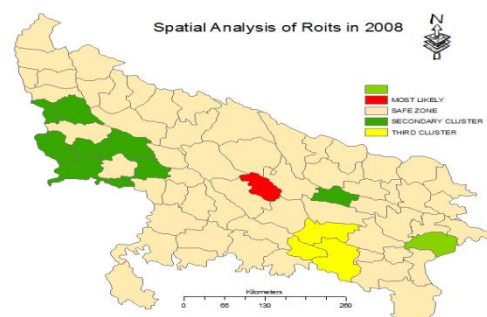 Spatial Analysis of Roits in 2008
N
MOST LIKELY
SAFE ZONE
SECONDARY CLUSTER
THIRD CLUSTER
Kilometers
0 65 130 260